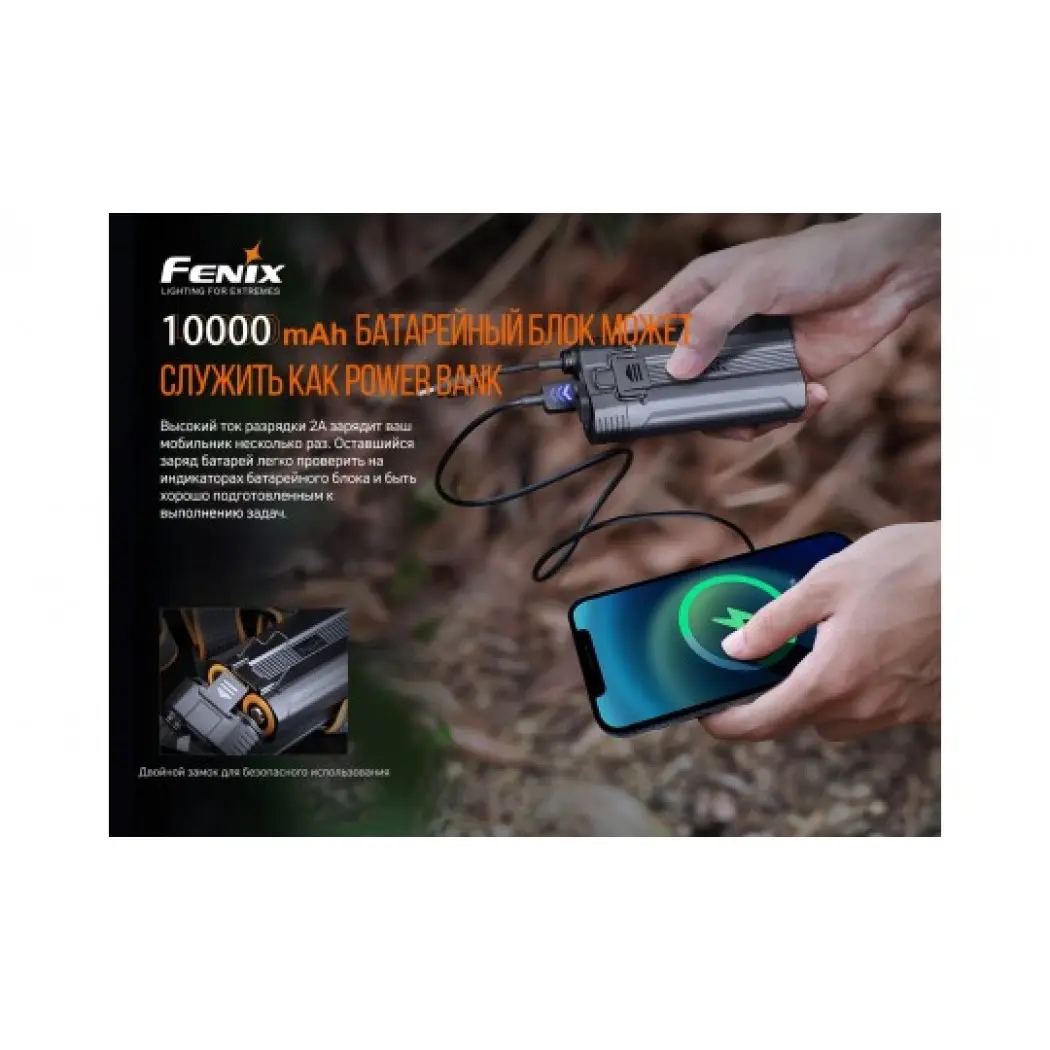 FENIX
LIGHTING FOR EXTREMES
10000 mAh БАТАРЕЙНЫЙ БЛОК МОЖЕТ
СЛУЖИТЬ КАК POWER BANK
Высокий ток разрядки 2А зарядит ваш
мобильник несколько раз. Оставшийся
заряд батарей легко проверить на
индикаторах батарейного блока и быть
хорошо подготовленным к
выполнению задач.
Двойной замок для безопасного использования